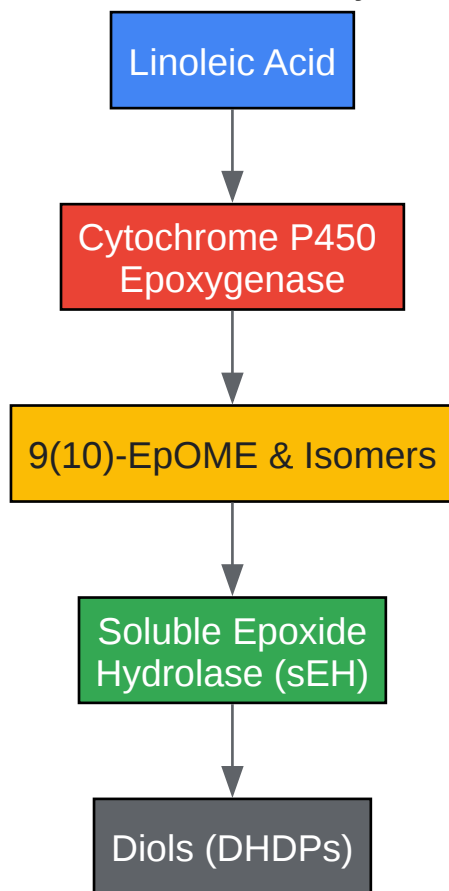 Linoleic Acid
Cytochrome P450
Epoxygenase
9(10)-EpOME & Isomers
Soluble Epoxide
Hydrolase (sEH)
Diols (DHDPs)